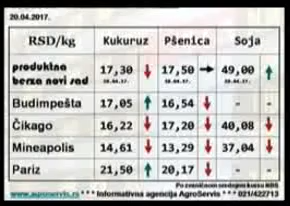 20.04.2017.
RSD/kg Kukuruz Pšenica Soja
produktna
berza novi sad 17,30 ↓ 17,50 → 49,00 ↑
Budimpešta 17,05 ↑ 16,54 ↓ - -
Čikago 16,22 ↓ 17,20 ↓ 40,08 ↓
Mineapolis 14,61 ↓ 13,29 ↓ 37,04 ↓
Pariz 21,50 ↑ 20,17 ↓ - -
Po zvaničnom srednjem kursu NBS
www.agroservis.rs * * * Informativna agencija AgroServis * * * 021/422713